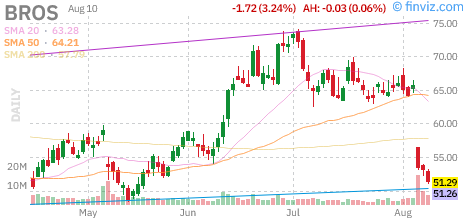 BROS Aug 10 -1.72 (3.24%) AH: -0.03 (0.06%) © finviz.com
SMA 20 · 63.28
SMA 50 · 64.21
SMA 200
75.00
70.00
65.00
60.00
55.00
DAILY
20M
10M
51.29
51.26
May Jun Jul Aug